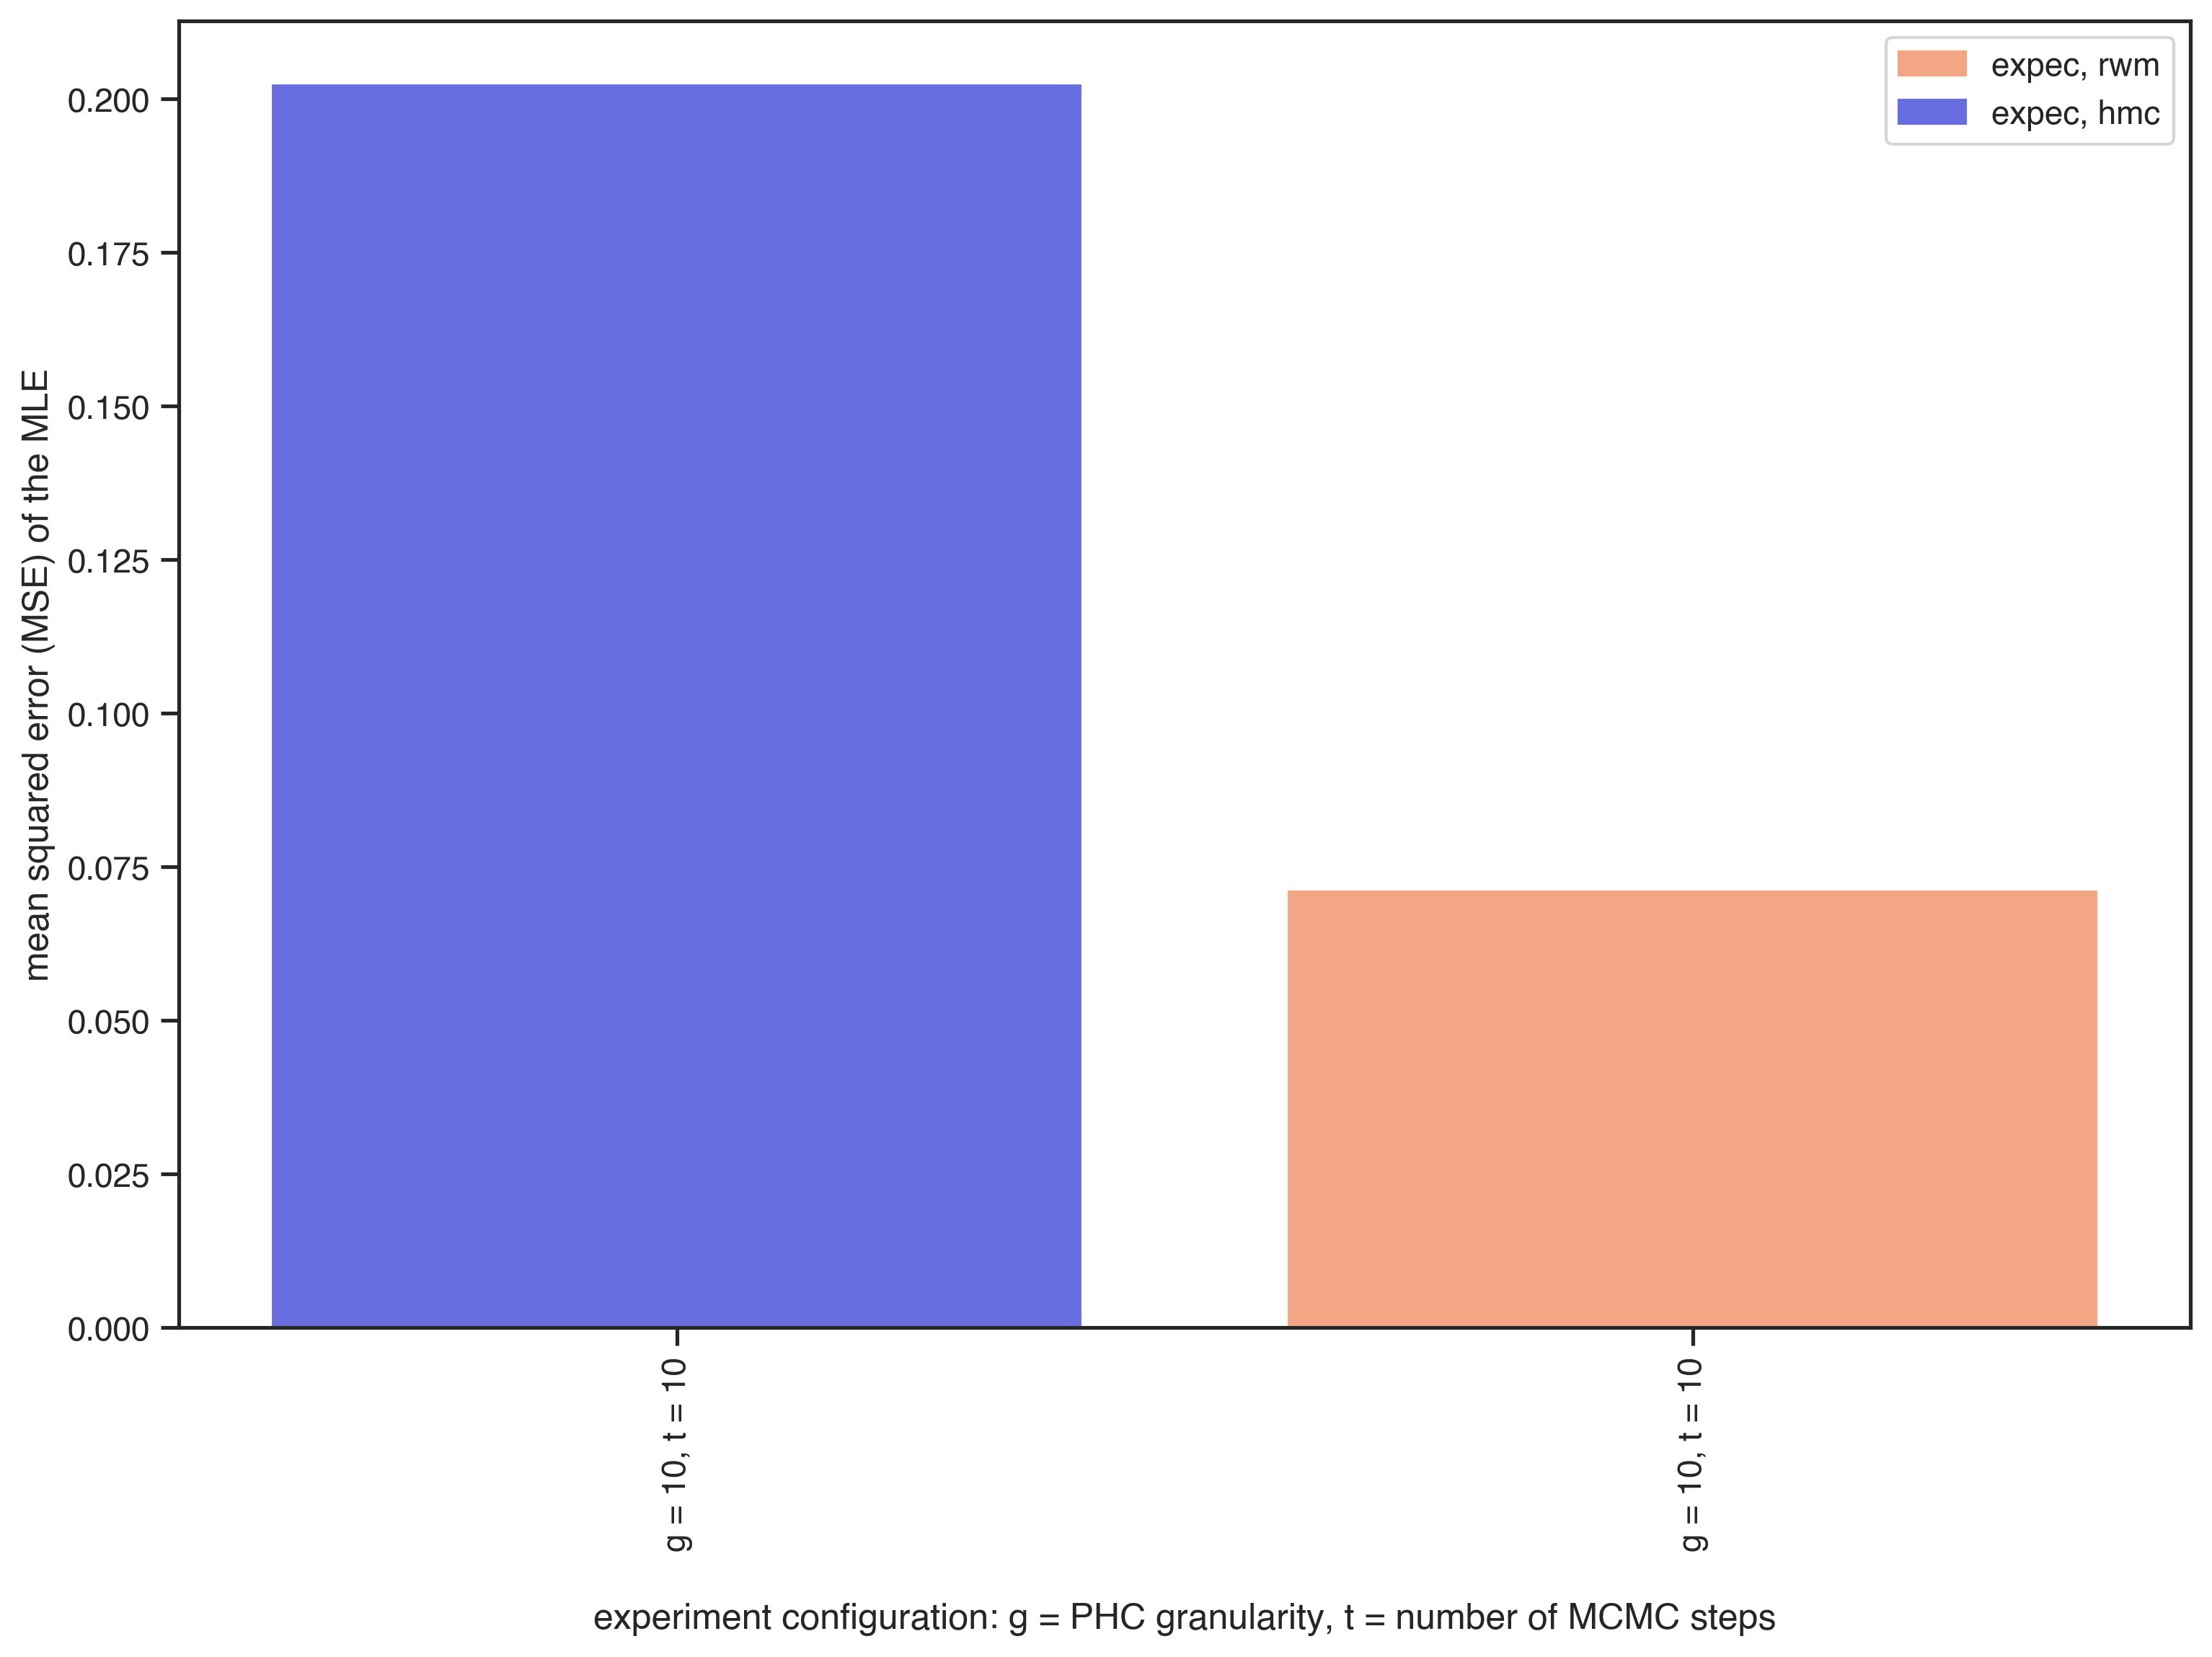 expec, rwm
expec, hmc
mean squared error (MSE) of the MLE
0.200
0.175
0.150
0.125
0.100
0.075
0.050
0.025
0.000
g = 10, t = 10
g = 10, t = 10
experiment configuration: g = PHC granularity, t = number of MCMC steps